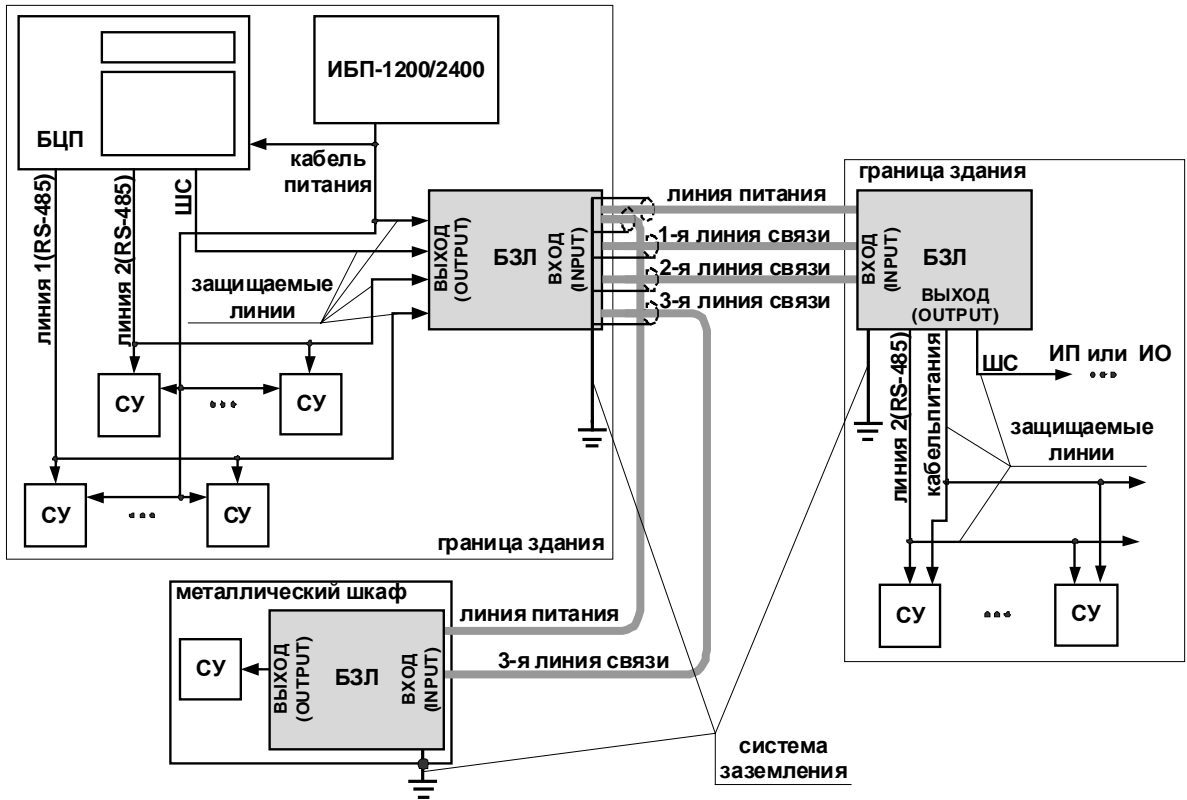 БЦП
ИБП-1200/2400
кабель
питания
линия 1(RS-485)
линия 2(RS-485)
ШС
защищаемые
линии
ВЫХОД
(OUTPUT)
БЗЛ
ВХОД
(INPUT)
СУ
СУ
СУ
СУ
граница здания
линия питания
1-я линия связи
2-я линия связи
3-я линия связи
граница здания
ВХОД
(INPUT)
БЗЛ
ВЫХОД
(OUTPUT)
линия 2(RS-485)
кабельпитания
ШС
ИП или ИО
защищаемые
линии
СУ
СУ
металлический шкаф
СУ
ВЫХОД
(OUTPUT)
БЗЛ
ВХОД
(INPUT)
линия питания
3-я линия связи
система
заземления